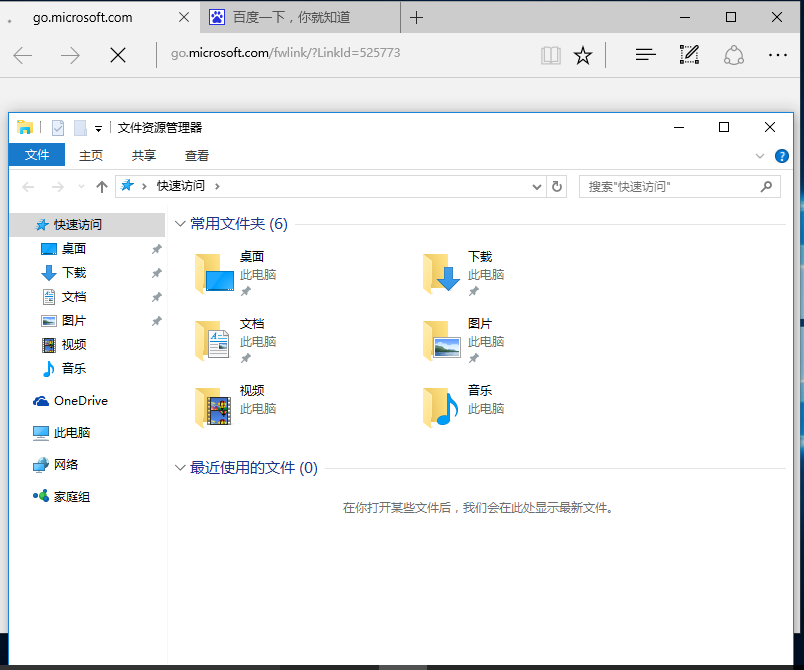 go.microsoft.com
百度一下，你就知道
go.microsoft.com/fwlink/?LinkId=525773
文件资源管理器
文件 主页 共享 查看
快速访问
搜索"快速访问"
快速访问
桌面
下载
文档
图片
视频
音乐
OneDrive
此电脑
网络
家庭组
常用文件夹 (6)
桌面
此电脑
下载
此电脑
文档
此电脑
图片
此电脑
视频
此电脑
音乐
此电脑
最近使用的文件 (0)
在你打开某些文件后，我们会在此处显示最新文件。